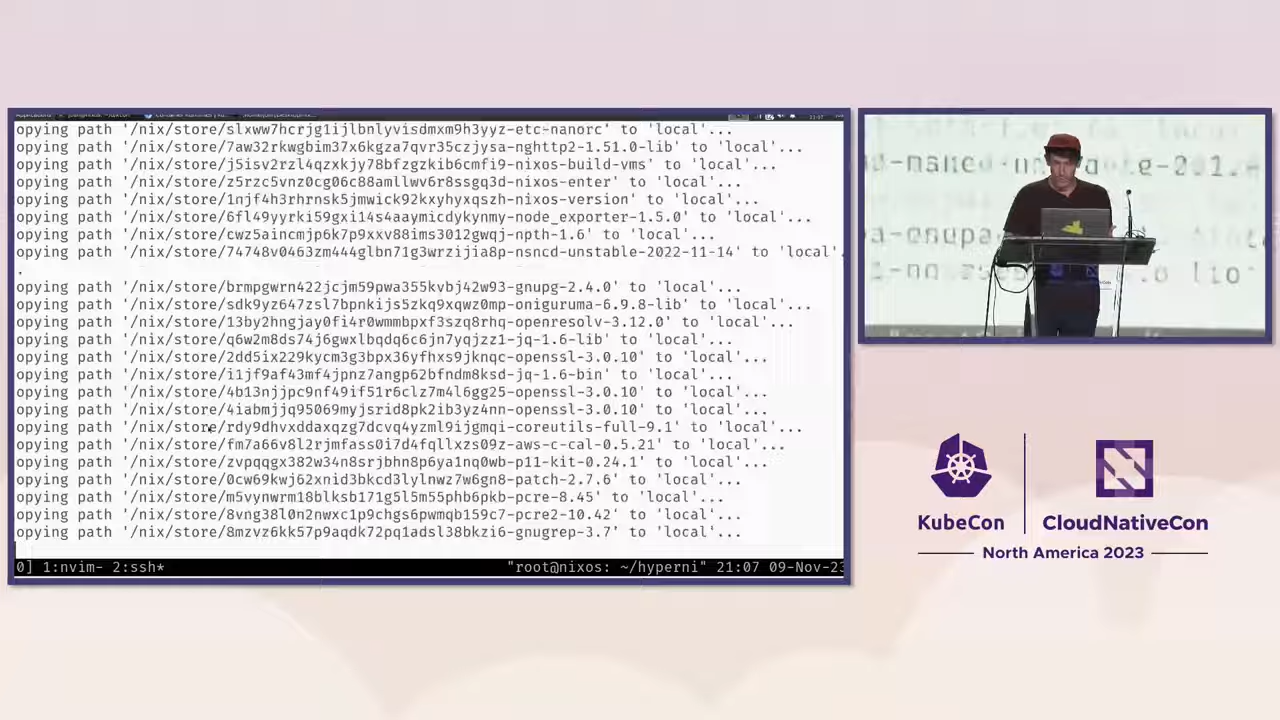 opying path '/nix/store/slxww7hcrjg1ijlbnlyvisdmxm9h3yyz-etc-nanorc' to 'local'...
opying path '/nix/store/7aw32rkwgbim37x6kgza7qvr35czjysa-nghttp2-1.51.0-lib' to 'local'...
opying path '/nix/store/j5isv2rzl4qzxkjy78bfzgzkib6cmfi9-nixos-build-vms' to 'local'...
opying path '/nix/store/z5rzc5vnz0cg06c88amllwv6r8ssgq3d-nixos-enter' to 'local'...
opying path '/nix/store/1njf4h3rhrnsk5jmwick92kxyhyxqszh-nixos-version' to 'local'...
opying path '/nix/store/6fl49yyrki59gxi14s4aaymicdykynmy-node_exporter-1.5.0' to 'local'...
opying path '/nix/store/cwz5aincmjp6k7p9vkv88ims3012gwqj-npth-1.6' to 'local'...
opying path '/nix/store/74748v0463zm444glbn71g3wrzijia8p-nsncd-unstable-2022-11-14' to 'local'.
.
opying path '/nix/store/brmpgwrn422jcjm59pwa355kvbj42w93-gnupg-2.4.0' to 'local'...
opying path '/nix/store/sdk9yz647zsl7bpnkijs5zkq9xqwz0mp-oniguruma-6.9.8-lib' to 'local'...
opying path '/nix/store/13by2hngjay0fi4r0wmmbpxf3szq8rhq-openresolv-3.12.0' to 'local'...
opying path '/nix/store/q6w2m8ds74j6gwxlbqdq6c6jn7yqjzz1-jq-1.6-lib' to 'local'...
opying path '/nix/store/2dd5ix229kycm3g3bpx36yfhxs9jknqc-openssl-3.0.10' to 'local'...
opying path '/nix/store/i1jf9af43mf4jpnz7angp62bfndm8ksd-jq-1.6-bin' to 'local'...
opying path '/nix/store/4b13njjpc9nf49if51r6clz7m4l6gg25-openssl-3.0.10' to 'local'...
opying path '/nix/store/4iabmjjq95069myjsrid8pk2ib3yz4nn-openssl-3.0.10' to 'local'...
opying path '/nix/store/rdy9dhvxddaxqzg7dcvq4yzml9ijgmqi-coreutils-full-9.1' to 'local'...
opying path '/nix/store/fm7a66v8l2rjmfass0i7d4fqllxzs09z-aws-c-cal-0.5.21' to 'local'...
opying path '/nix/store/zvpqqgx382w34n8srjbhn8p6ya1nq0wb-p11-kit-0.24.1' to 'local'...
opying path '/nix/store/0cw69kwj62xnid3bkcd3lylnwz7w6gn8-patch-2.7.6' to 'local'...
opying path '/nix/store/m5vynwrm18blksb171g5l5m55phb6pkb-pcre-8.45' to 'local'...
opying path '/nix/store/8vng38l0n2nwxc1p9chgs6pwmqb159c7-pcre2-10.42' to 'local'...
opying path '/nix/store/8mzvz6kk57p9aqdk72pq1adsl38bkzi6-gnugrep-3.7' to 'local'...
0] 1:nvim- 2:ssh* "root@nixos: ~/hyperni" 21:07 09-Nov-23
KubeCon
CloudNativeCon
North America 2023